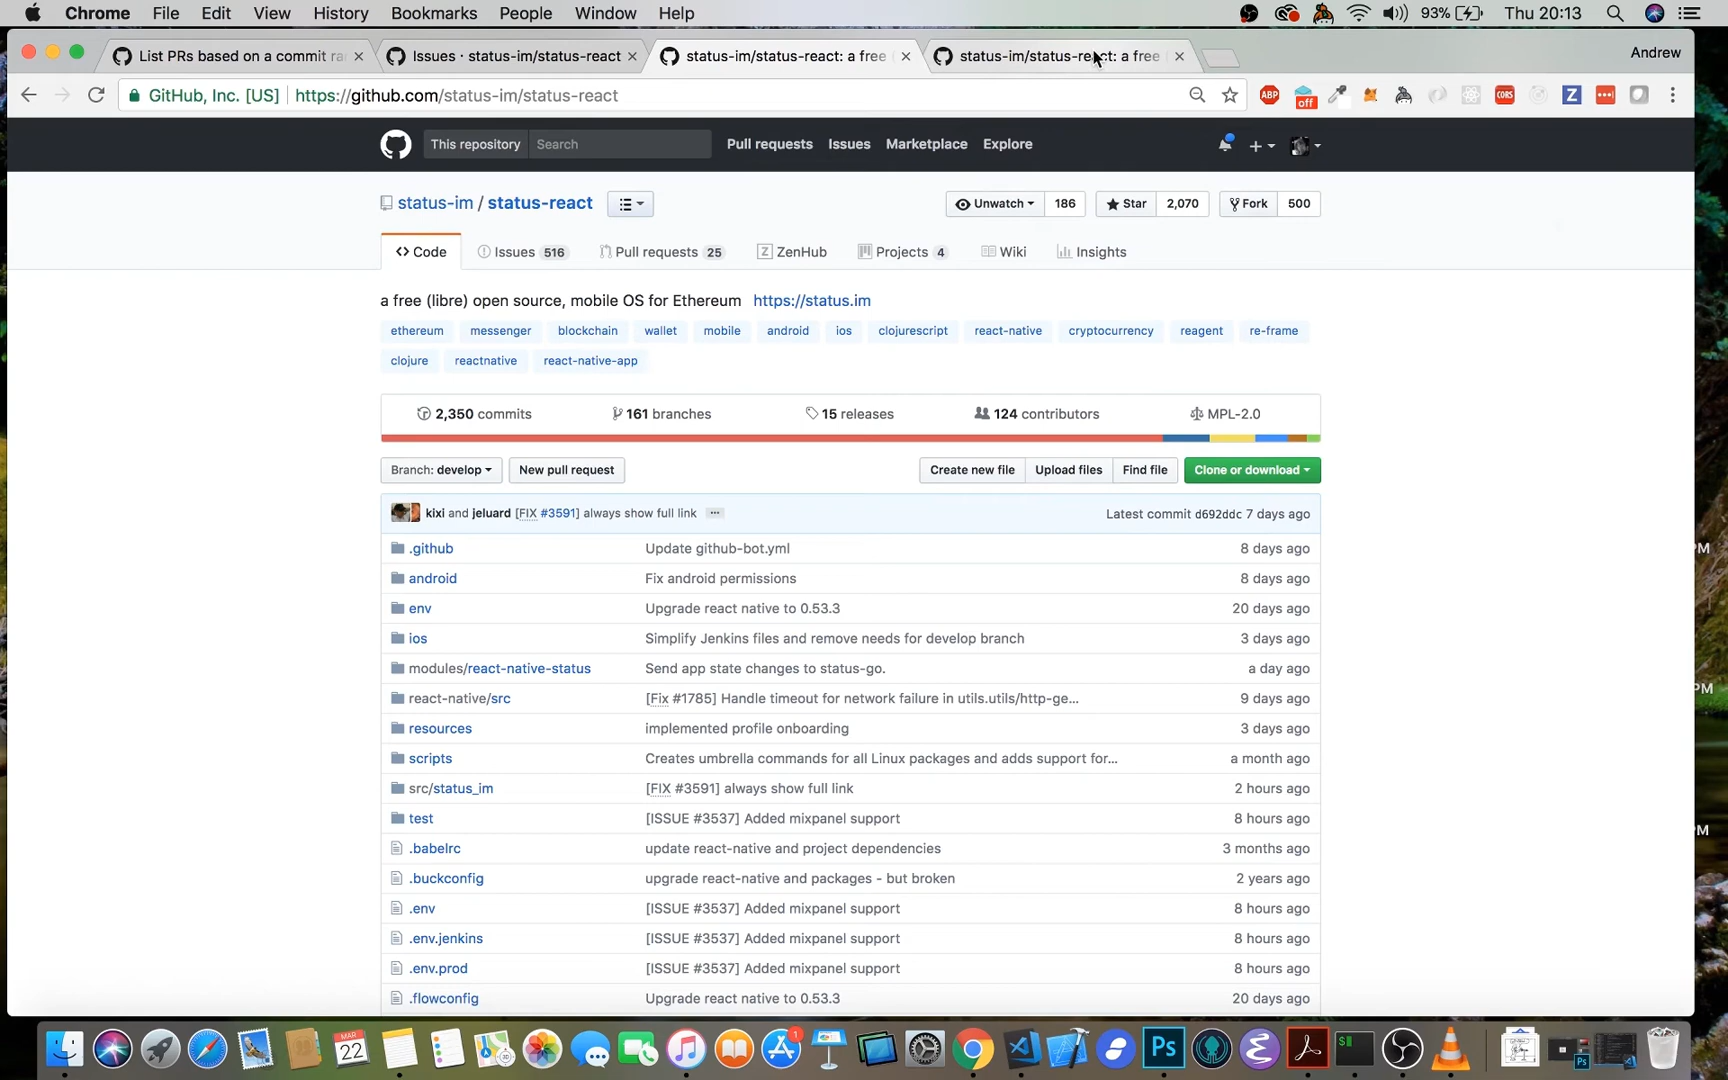 Chrome File Edit View History Bookmarks People Window Help 93% Thu 20:13
List PRs based on a commit ra
Issues · status-im/status-react
status-im/status-react: a free
status-im/status-react: a free
Andrew
GitHub, Inc. [US] https://github.com/status-im/status-react
ABP off CORS Z
This repository Search Pull requests Issues Marketplace Explore
status-im / status-react Unwatch 186 Star 2,070 Fork 500
Code Issues 516 Pull requests 25 ZenHub Projects 4 Wiki Insights
a free (libre) open source, mobile OS for Ethereum https://status.im
ethereum messenger blockchain wallet mobile android ios clojurescript react-native cryptocurrency reagent re-frame
clojure reactnative react-native-app
2,350 commits 161 branches 15 releases 124 contributors MPL-2.0
Branch: develop New pull request Create new file Upload files Find file Clone or download
kixi and jeluard [FIX #3591] always show full link ... Latest commit d692ddc 7 days ago
.github Update github-bot.yml 8 days ago
android Fix android permissions 8 days ago
env Upgrade react native to 0.53.3 20 days ago
ios Simplify Jenkins files and remove needs for develop branch 3 days ago
modules/react-native-status Send app state changes to status-go. a day ago
react-native/src [Fix #1785] Handle timeout for network failure in utils.utils/http-ge... 9 days ago
resources implemented profile onboarding 3 days ago
scripts Creates umbrella commands for all Linux packages and adds support for... a month ago
src/status_im [FIX #3591] always show full link 2 hours ago
test [ISSUE #3537] Added mixpanel support 8 hours ago
.babelrc update react-native and project dependencies 3 months ago
.buckconfig upgrade react-native and packages - but broken 2 years ago
.env [ISSUE #3537] Added mixpanel support 8 hours ago
.env.jenkins [ISSUE #3537] Added mixpanel support 8 hours ago
.env.prod [ISSUE #3537] Added mixpanel support 8 hours ago
.flowconfig Upgrade react native to 0.53.3 20 days ago
PM
PM
PM
MAR
22
1
Ps
$
Ps